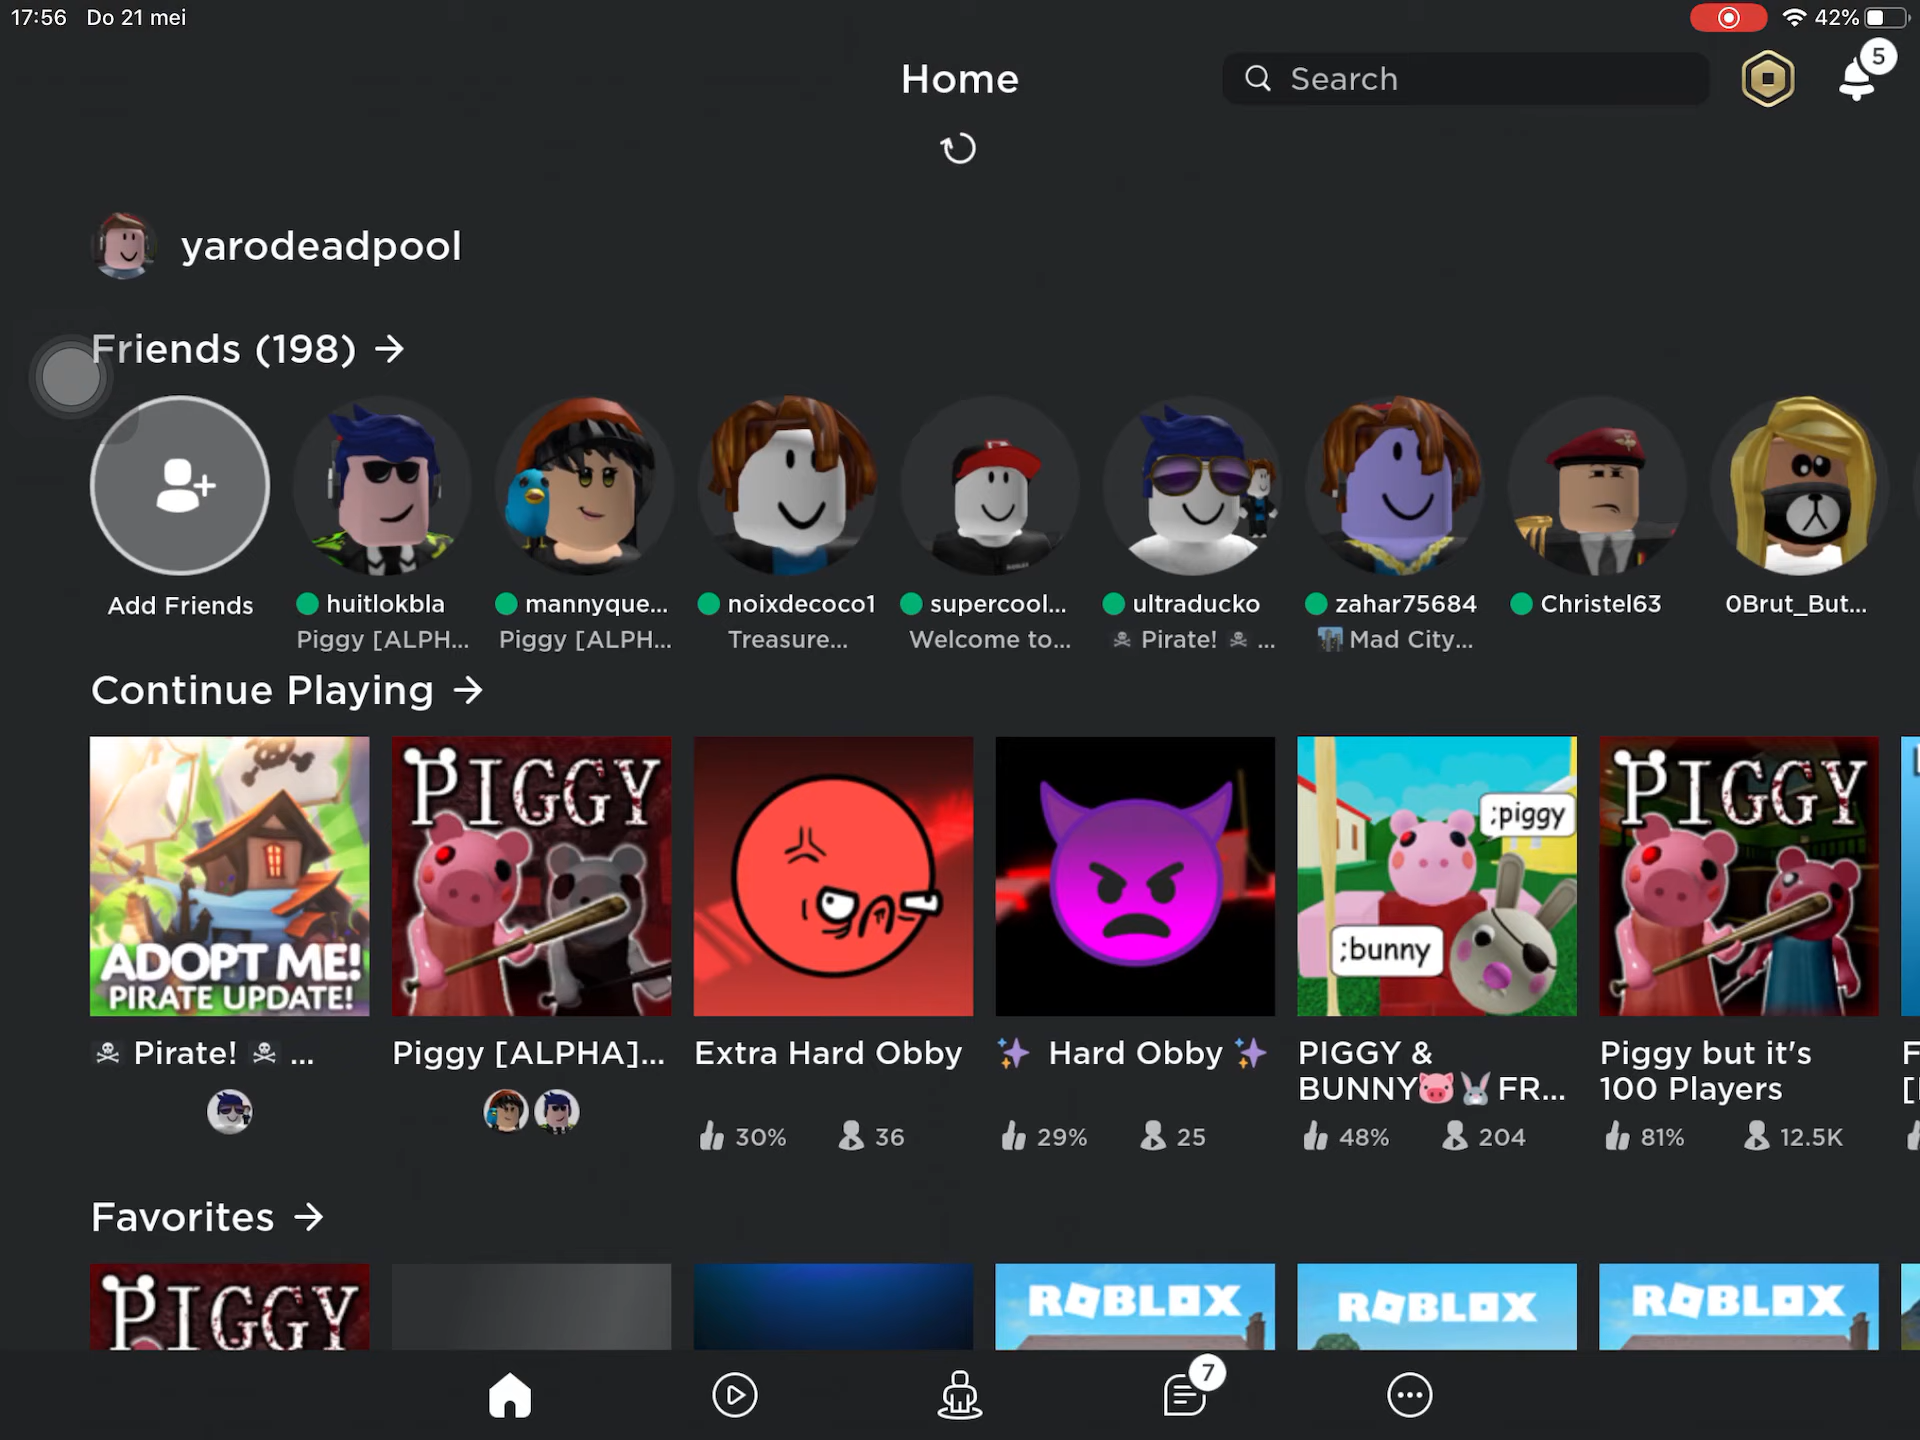 17:56 Do 21 mei
42%
Home
Search
5
yarodeadpool
Friends (198) →
Add Friends
huitlokbla
Piggy [ALPH...
mannyque...
Piggy [ALPH...
noixdecoco1
Treasure...
supercool...
Welcome to...
ultraducko
☠ Pirate! ☠ ...
zahar75684
Mad City...
Christel63
0Brut_But...
Continue Playing →
ADOPT ME!
PIRATE UPDATE!
☠ Pirate! ☠ ...
PIGGY
Piggy [ALPHA]...
Extra Hard Obby
30% 36
✨ Hard Obby ✨
29% 25
;piggy
;bunny
PIGGY &
BUNNY🐷🐰FR...
48% 204
PIGGY
Piggy but it's
100 Players
81% 12.5K
Favorites →
PIGGY
ROBLOX
ROBLOX
ROBLOX
7